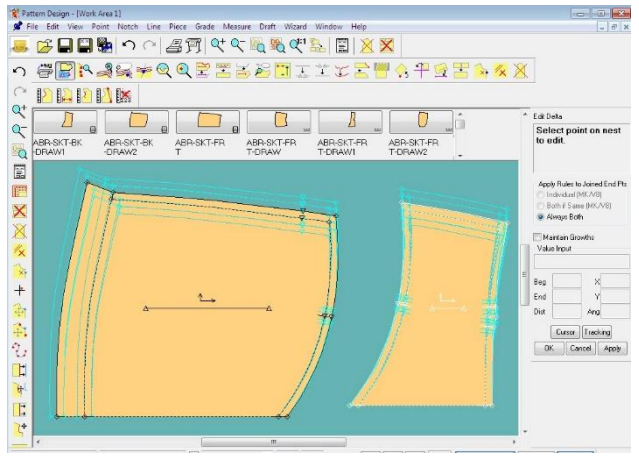 Pattern Design - [Work Area 1]
File Edit View Point Notch Line Piece Grade Measure Draft Wizard Window Help
ABR-SKT-BK
-DRAW1
ABR-SKT-BK
-DRAW2
ABR-SKT-FR
T
ABR-SKT-FR
T-DRAW
ABR-SKT-FR
T-DRAW1
ABR-SKT-FR
T-DRAW2
Edit Delta
Select point on nest
to edit.
Apply Rules to Joined End Pts
Individual (MK/V8)
Both if Same (MK/V8)
Always Both
Maintain Growths
Value Input
Beg X
End Y
Dist Ang
Cursor Tracking
OK Cancel Apply